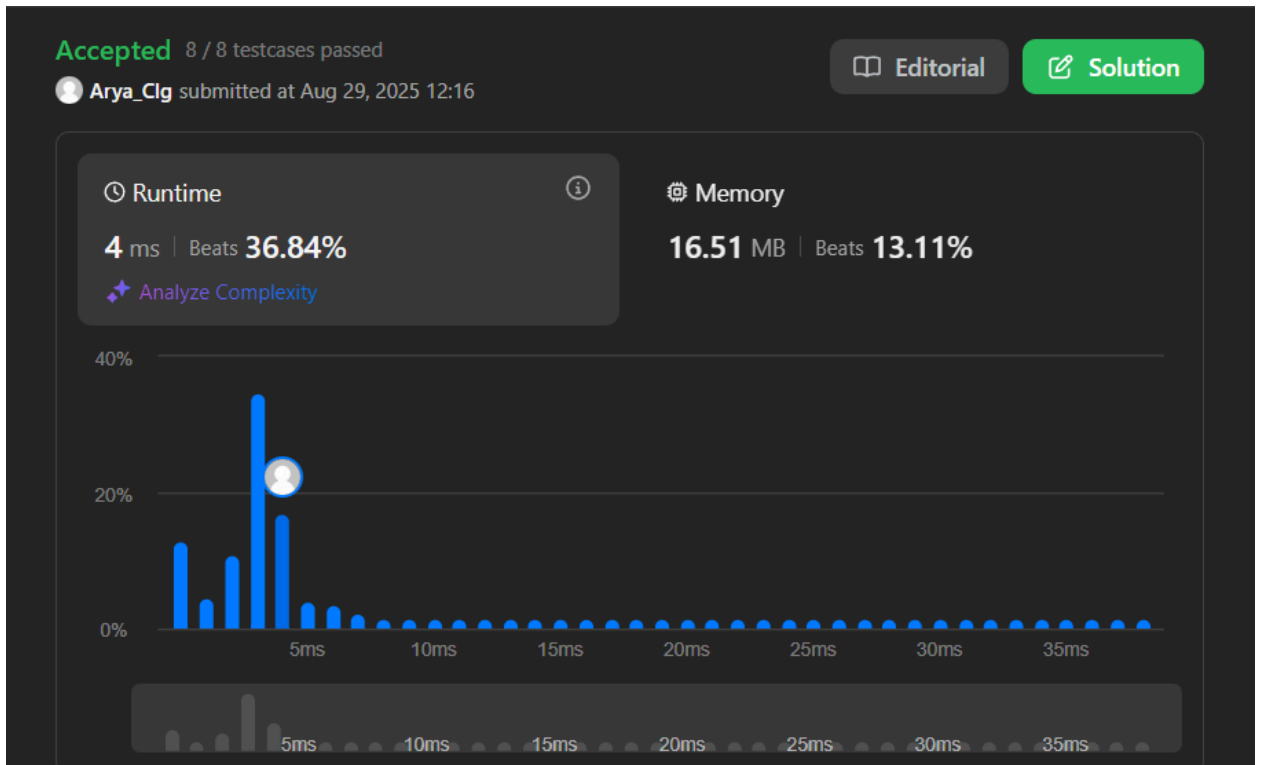 Accepted 8 / 8 testcases passed
Editorial
Solution
Arya_Clg submitted at Aug 29, 2025 12:16
Runtime
Memory
4 ms | Beats 36.84%
16.51 MB | Beats 13.11%
Analyze Complexity
40%
20%
0%
5ms 10ms 15ms 20ms 25ms 30ms 35ms
5ms 10ms 15ms 20ms 25ms 30ms 35ms